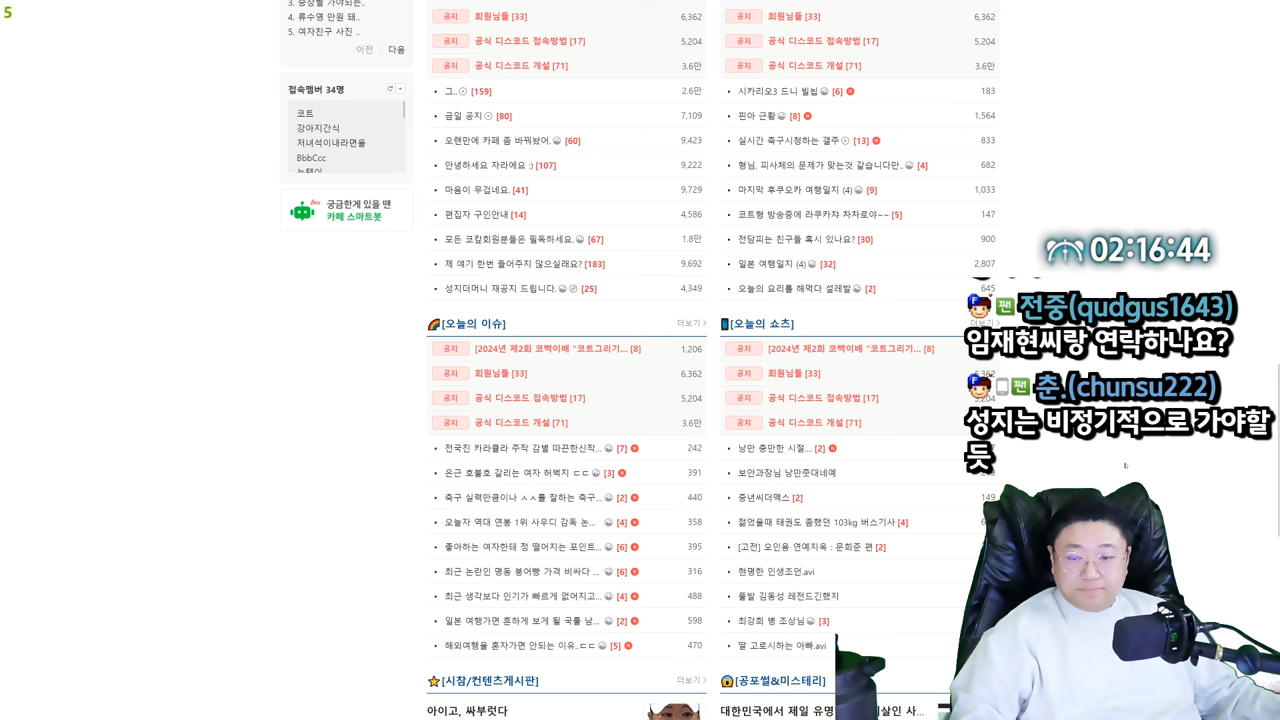 5
3. 증상별 가야되는..
4. 류수영 만원 돼..
5. 여자친구 사진 ..
이전 다음
접속멤버 34명
코트
강아지간식
저녁석이내라면을
BbbCcc
Beta
궁금한게 있을 땐
카페 스마트봇
공지 회원님들 [33] 6,362
공지 공식 디스코드 접속방법 [17] 5,204
공지 공식 디스코드 개설 [71] 3.6만
그.. [159] 2.6만
금일 공지 [80] 7,109
오랜만에 카페 좀 바꿔놨어. [60] 9,423
안녕하세요 자라에요 :) [107] 9,222
마음이 무겁네요. [41] 9,729
편집자 구인안내 [14] 4,586
모든 코칸회원분들은 필독하세요. [67] 1.8만
제 얘기 한번 들어주지 않으실래요? [183] 9,692
성지더머니 재공지 드립니다. [25] 4,349
공지 회원님들 [33] 6,362
공지 공식 디스코드 접속방법 [17] 5,204
공지 공식 디스코드 개설 [71] 3.6만
시카리오3 드니 빌뇝 [6] N 183
핀아 근황 [8] N 1,564
실시간 축구시청하는 갤주 [13] N 833
형님, 피사체의 문제가 맞는것 같습니다만.. [4] 682
마지막 후쿠오카 여행일지 (4) [9] 1,033
코트형 방송중에 라쿠카챠 차차로야~~ [5] 147
전담피는 친구들 혹시 있나요? [30] 900
일본 여행일지 (4) [32] 2,807
오늘의 요리를 해먹다 설레발 [2] 645
[오늘의 이슈] 더보기
공지 [2024년 제2회 코빡이배 "코트그리기... [8] 1,206
공지 회원님들 [33] 6,362
공지 공식 디스코드 접속방법 [17] 5,204
공지 공식 디스코드 개설 [71] 3.6만
전국진 카라큘라 주작 감별 따끈한신작... [7] N 242
은근 호불호 갈리는 여자 허벅지 ㄷㄷ [3] N 391
축구 실력만큼이나 ㅅㅅ를 잘하는 축구... [2] N 440
오늘자 역대 연봉 1위 사우디 감독 논... [4] N 358
좋아하는 여자한테 정 떨어지는 포인트... [6] N 395
최근 논란인 명동 붕어빵 가격 비싸다 ... [6] N 316
최근 생각보다 인기가 빠르게 없어지고... [4] N 488
일본 여행가면 흔하게 보게 될 국룰 남... [2] N 598
해외여행을 혼자가면 안되는 이유..ㄷㄷ [5] N 470
[오늘의 쇼츠] 더보기
공지 [2024년 제2회 코빡이배 "코트그리기... [8]
공지 회원님들 [33] 6,362
공지 공식 디스코드 접속방법 [17] 5,204
공지 공식 디스코드 개설 [71]
낭만 충만한 시절.... [2] N
보안과장님 낭만줏대네예
중년씨더맥스 [2] 149
젊었을때 태권도 좀했던 103kg 버스기사 [4]
[고전] 오인용 연예지옥 : 문희준 편 [2]
현명한 인생조언.avi
풀발 김동성 레전드긴했지
최강희 병 조상님 [3]
딸 고로시하는 아빠.avi
[시참/컨텐츠게시판] 더보기
아이고, 싸부럿다
[공포썰&미스테리]
대한민국에서 제일 유명
02:16:44
팬 전중(qudgus1643)
임재현씨랑 연락하나요?
팬 춘.(chunsu222)
성지는 비정기적으로 가야할
듯